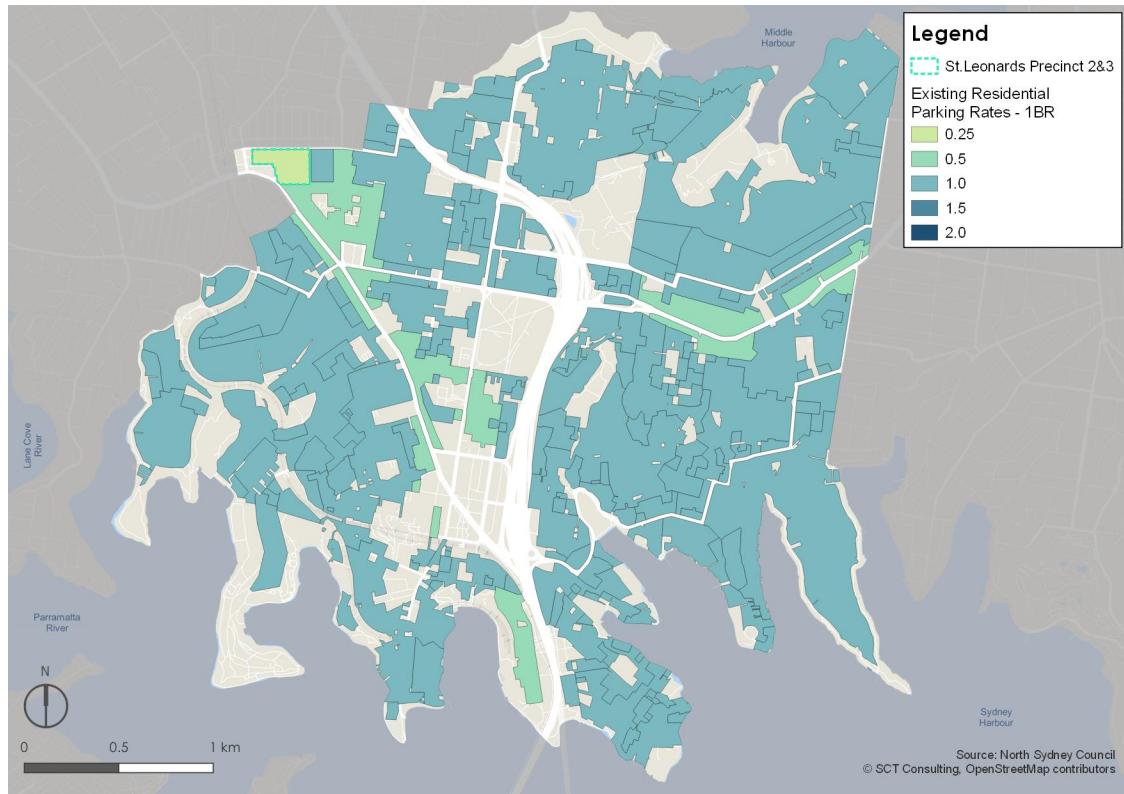 Middle
Harbour
Legend
St.Leonards Precinct 2&3
Existing Residential
Parking Rates - 1BR
0.25
0.5
1.0
1.5
2.0
Lane Cove
River
Parramatta
River
N
0 0.5 1 km
Sydney
Harbour
Source: North Sydney Council
© SCT Consulting, OpenStreetMap contributors